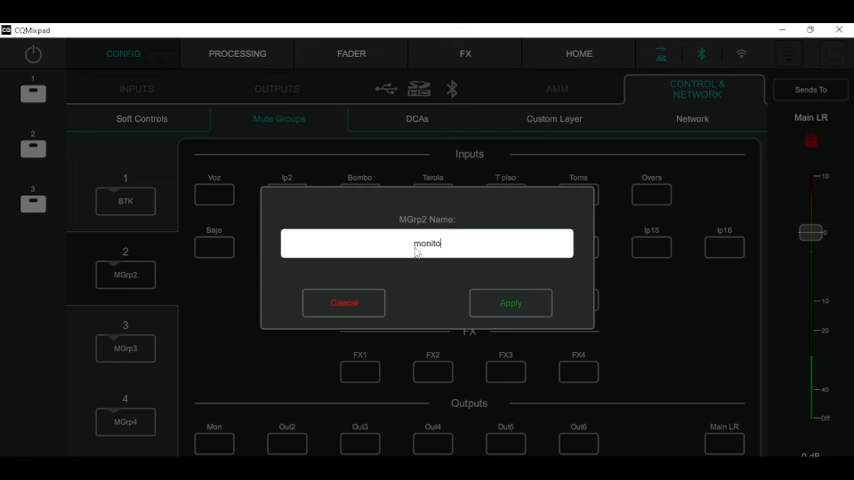 CQ CQMixpad
CONFIG PROCESSING FADER FX HOME
INPUTS OUTPUTS AMM CONTROL & NETWORK Sends To
Soft Controls Mute Groups DCAs Custom Layer Network Main LR
1
2
3
Inputs
Voz Ip2 Bombo Tarola T piso Toms Overs
Bajo Ip15 Ip16
1
BTK
2
MGrp2
3
MGrp3
4
MGrp4
MGrp2 Name:
monito
Cancel Apply
FX
FX1 FX2 FX3 FX4
Outputs
Mon Out2 Out3 Out4 Out5 Out6 Main LR
10
0
-10
-20
-40
-Off
0 dB